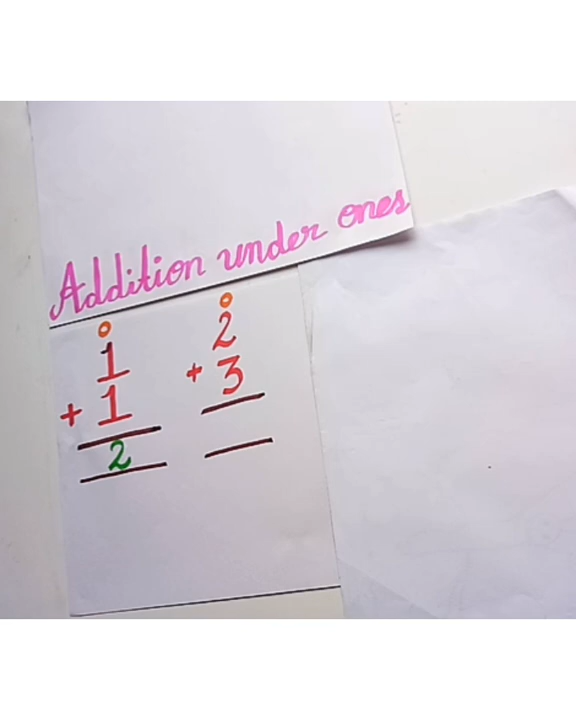 Addition under ones
o o
1 2
+ 1 + 3
2